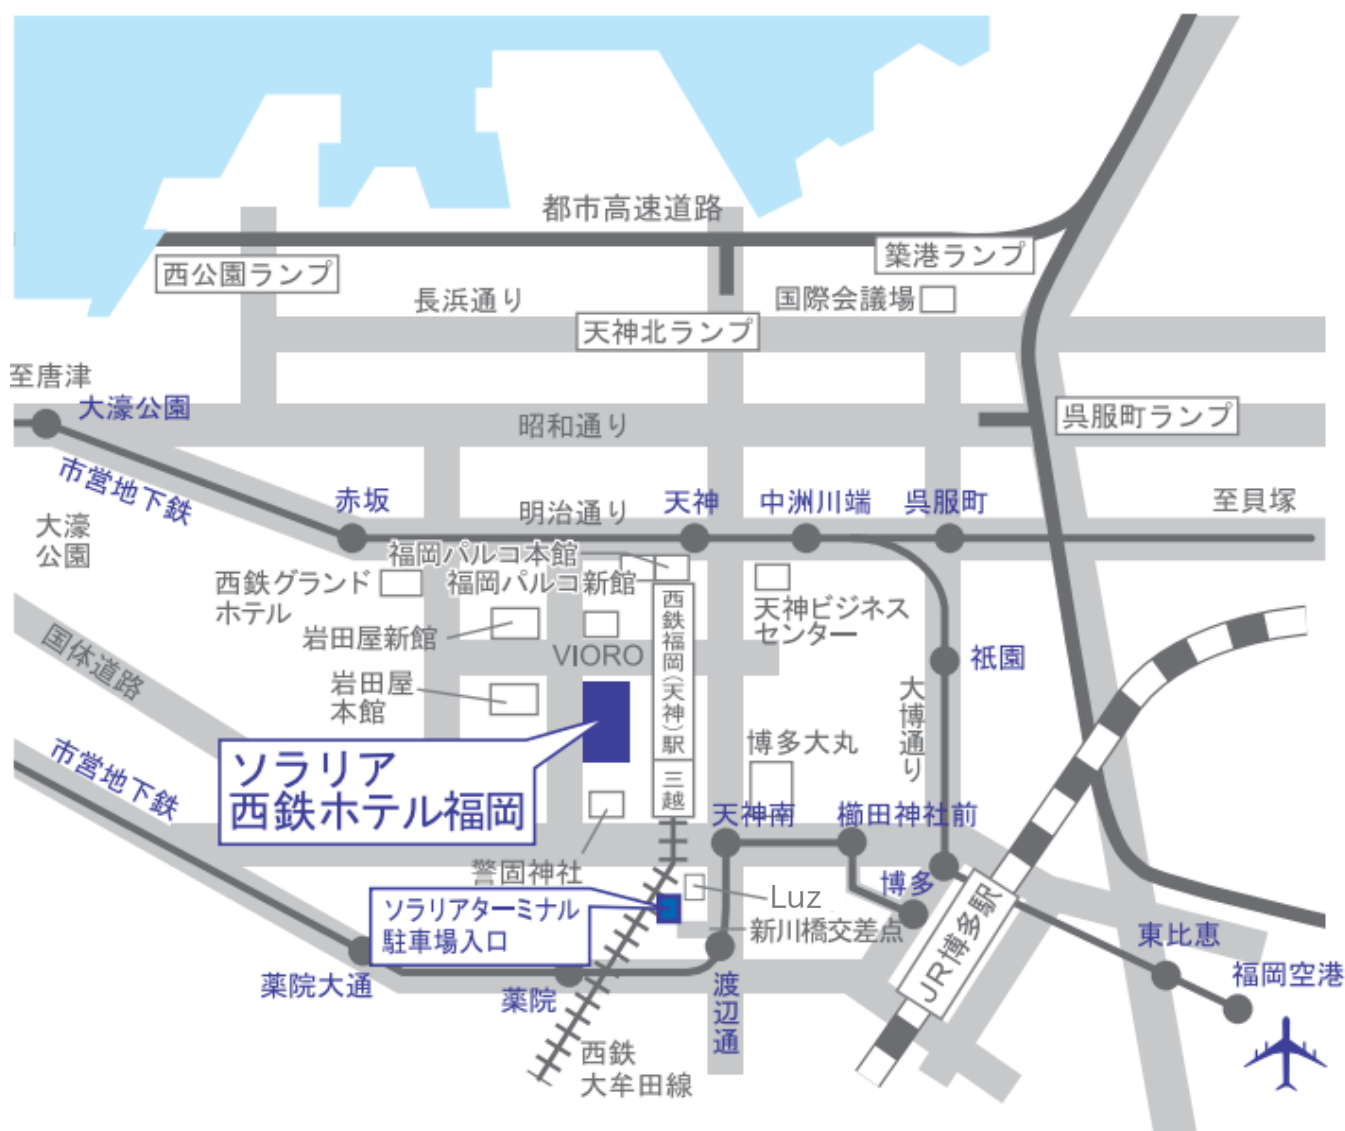 都市高速道路
築港ランプ
西公園ランプ
長浜通り
国際会議場
天神北ランプ
至唐津
大濠公園
昭和通り
呉服町ランプ
市営地下鉄
赤坂
明治通り
天神
中洲川端
呉服町
至貝塚
大濠
公園
福岡パルコ本館
福岡パルコ新館
西鉄グランド
ホテル
岩田屋新館
VIORO
西鉄福岡(天神)駅
天神ビジネス
センター
国体道路
祇園
岩田屋
本館
大博通り
市営地下鉄
ソラリア
西鉄ホテル福岡
三越
博多大丸
天神南
櫛田神社前
警固神社
博多
Luz
ソラリアターミナル
駐車場入口
新川橋交差点
JR博多駅
東比恵
福岡空港
薬院大通
薬院
渡辺通
西鉄
大牟田線